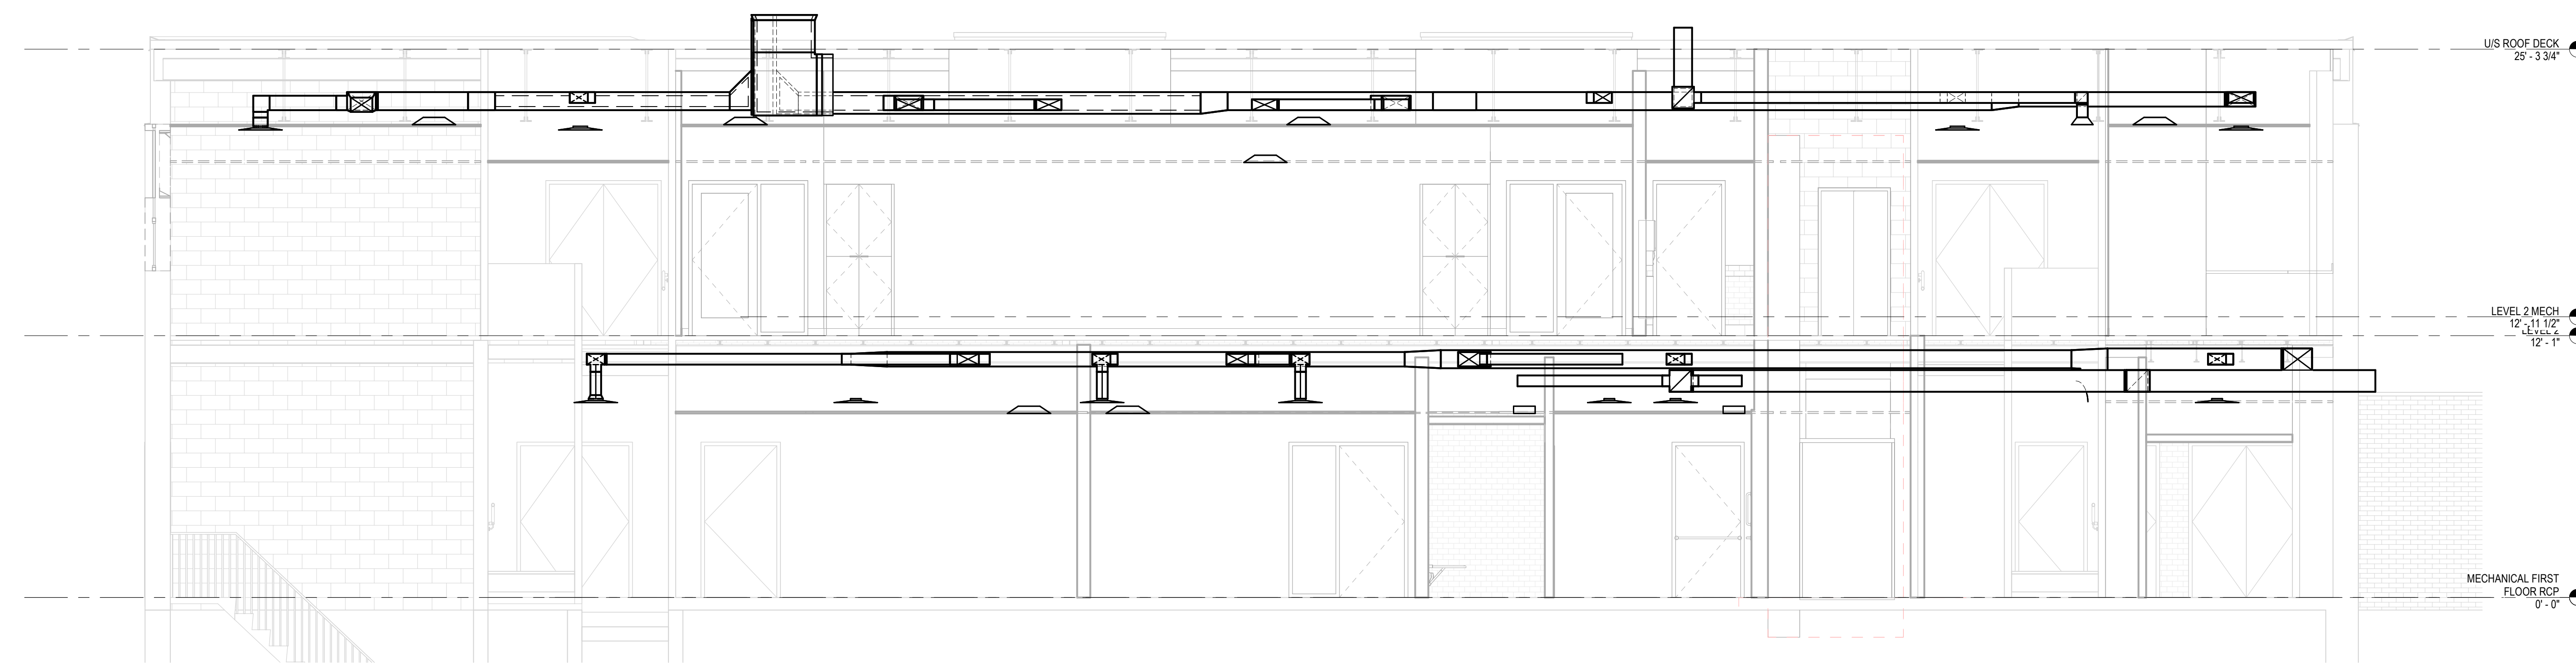 U/S ROOF DECK
25' - 3 3/4"
LEVEL 2 MECH
12' - 11 1/2"
LEVEL 2
12' - 1"
MECHANICAL FIRST
FLOOR RCP
0' - 0"